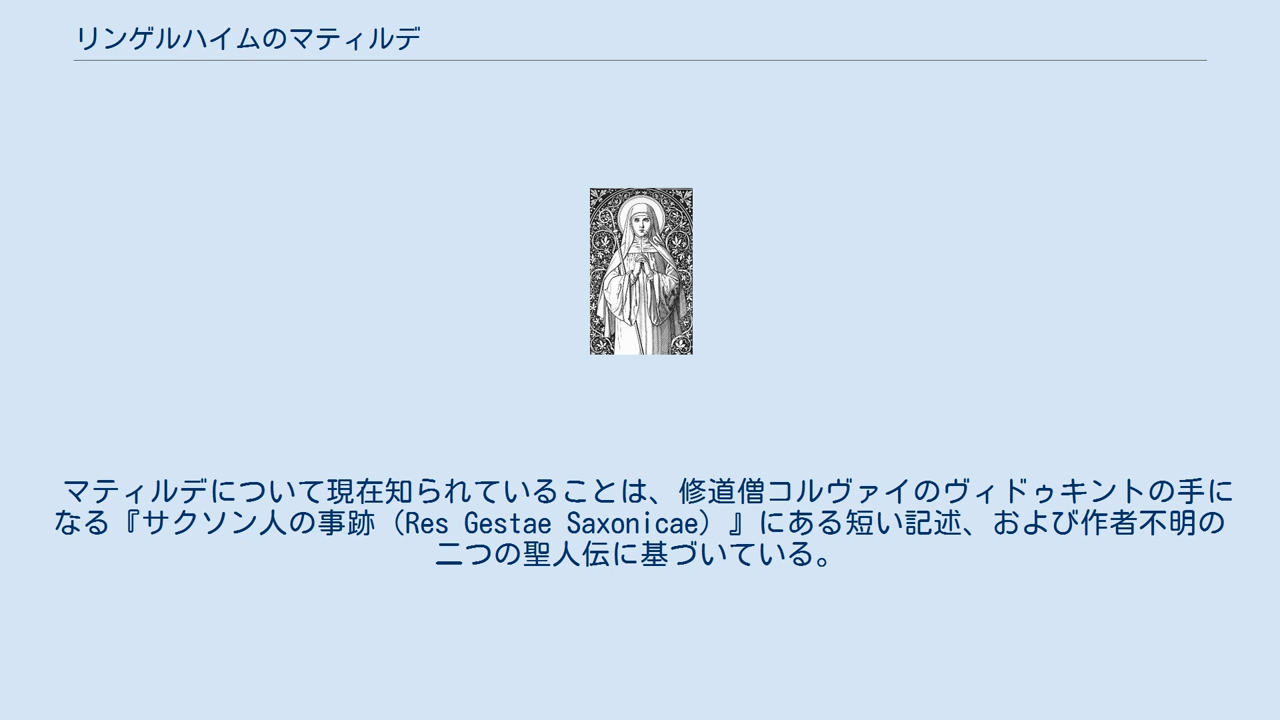 リンゲルハイムのマティルデ
マティルデについて現在知られていることは、修道僧コルヴァイのヴィドゥキントの手に
なる『サクソン人の事跡（Res Gestae Saxonicae）』にある短い記述、および作者不明の
二つの聖人伝に基づいている。